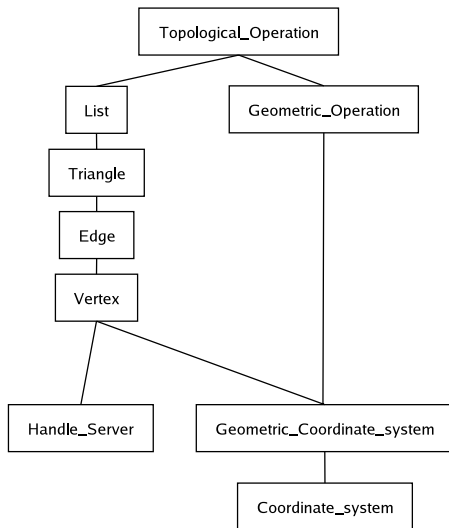 Topological_Operation
List
Geometric_Operation
Triangle
Edge
Vertex
Handle_Server
Geometric_Coordinate_system
Coordinate_system